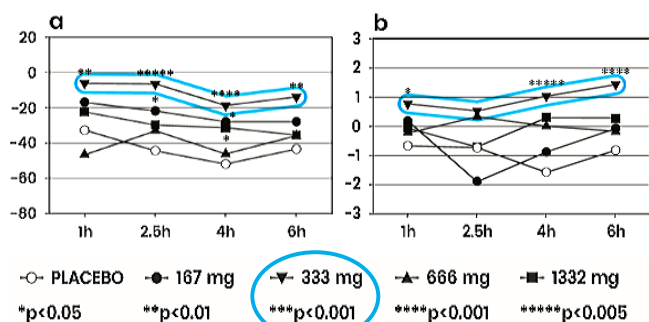 a
b
20
0
-20
-40
-60
-80
** ***** **** **
* * *
1h 2.5h 4h 6h
3
2
1
0
-1
-2
-3
* ***** ****
1h 2.5h 4h 6h
PLACEBO 167 mg 333 mg 666 mg 1332 mg
*p<0.05 **p<0.01 ***p<0.001 ****p<0.001 *****p<0.005